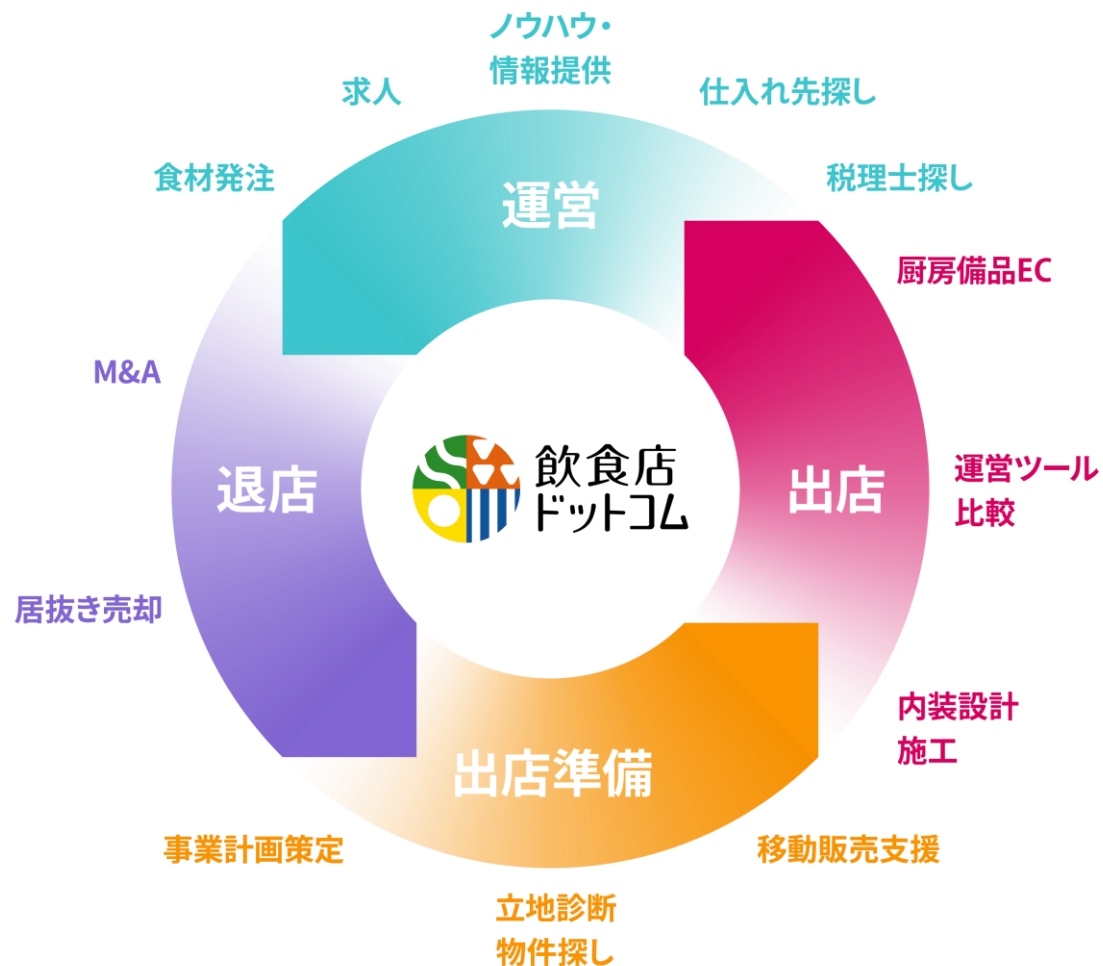 ノウハウ・
情報提供
求人
仕入れ先探し
食材発注
税理士探し
運営
厨房備品EC
M&A
運営ツール
比較
退店
飲食店
ドットコム
出店
居抜き売却
内装設計
施工
出店準備
事業計画策定
移動販売支援
立地診断
物件探し